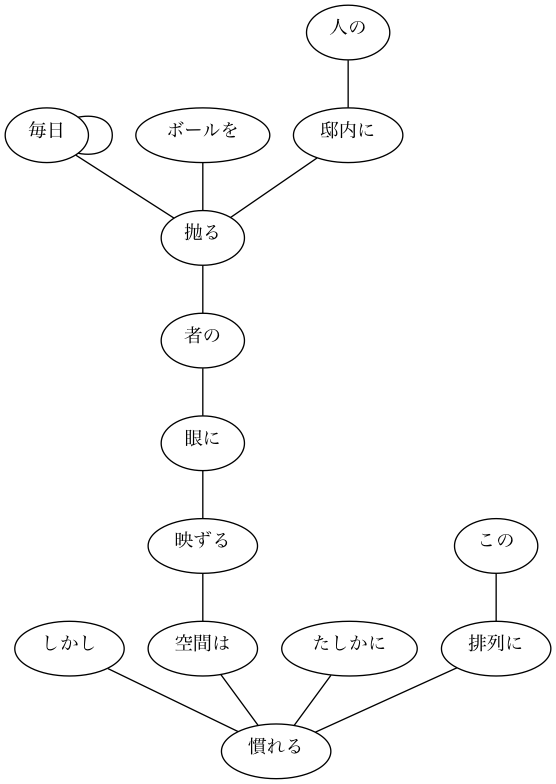 人の
毎日
ボールを
邸内に
抛る
者の
眼に
映ずる
この
しかし
空間は
たしかに
排列に
慣れる